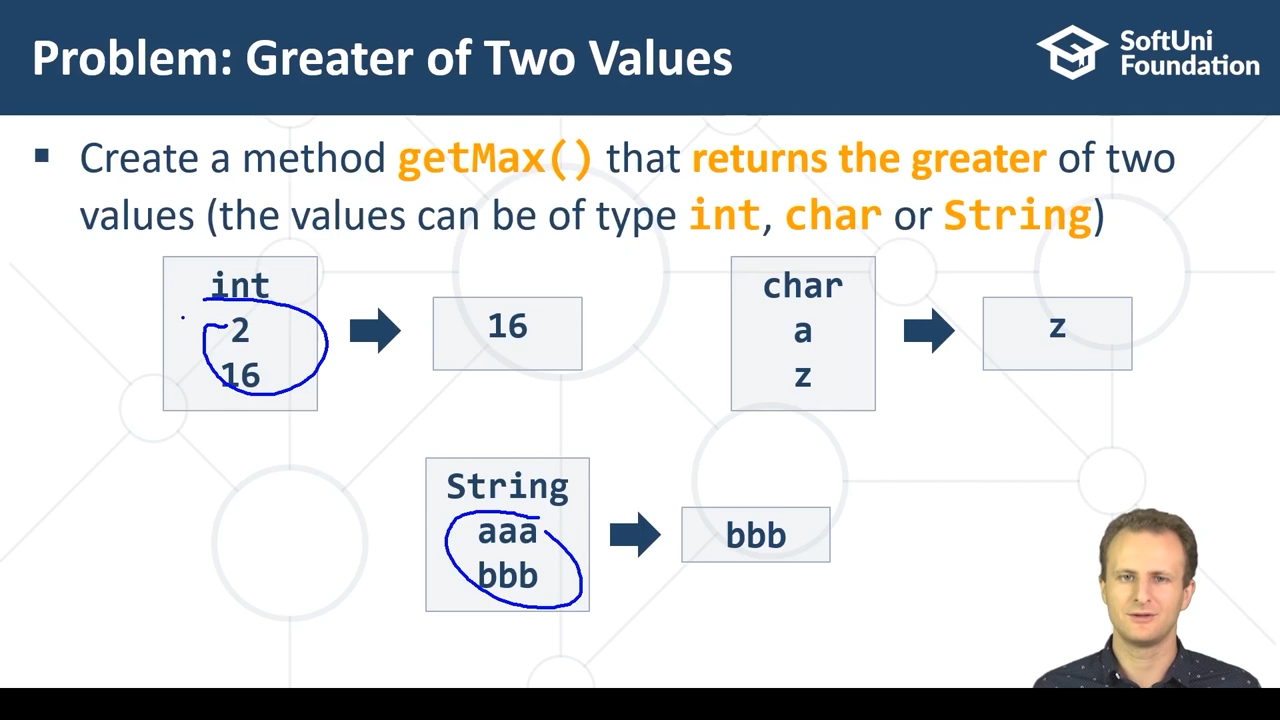 Problem: Greater of Two Values
SoftUni
Foundation
Create a method getMax() that returns the greater of two
values (the values can be of type int, char or String)
int
2
16
16
char
a
z
z
String
aaa
bbb
bbb